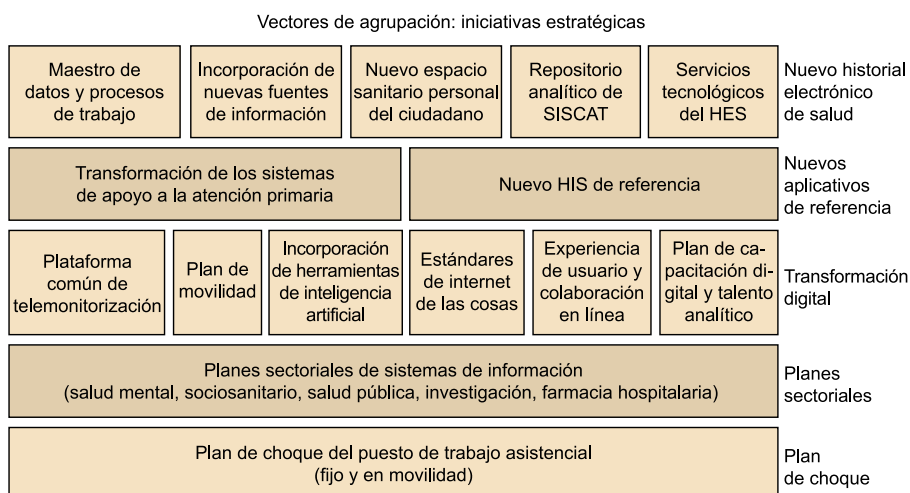 Vectores de agrupación: iniciativas estratégicas
Maestro de
datos y procesos
de trabajo
Incorporación de
nuevas fuentes
de información
Nuevo espacio
sanitario personal
del ciudadano
Repositorio
analítico de
SISCAT
Servicios
tecnológicos
del HES
Nuevo historial
electrónico
de salud
Transformación de los sistemas
de apoyo a la atención primaria
Nuevo HIS de referencia
Nuevos
aplicativos
de referencia
Plataforma
común de
telemonitorización
Plan de
movilidad
Incorporación
de herramientas
de inteligencia
artificial
Estándares
de internet
de las cosas
Experiencia
de usuario y
colaboración
en línea
Plan de ca-
pacitación di-
gital y talento
analítico
Transformación
digital
Planes sectoriales de sistemas de información
(salud mental, sociosanitario, salud pública, investigación, farmacia hospitalaria)
Planes
sectoriales
Plan de choque del puesto de trabajo asistencial
(fijo y en movilidad)
Plan
de choque